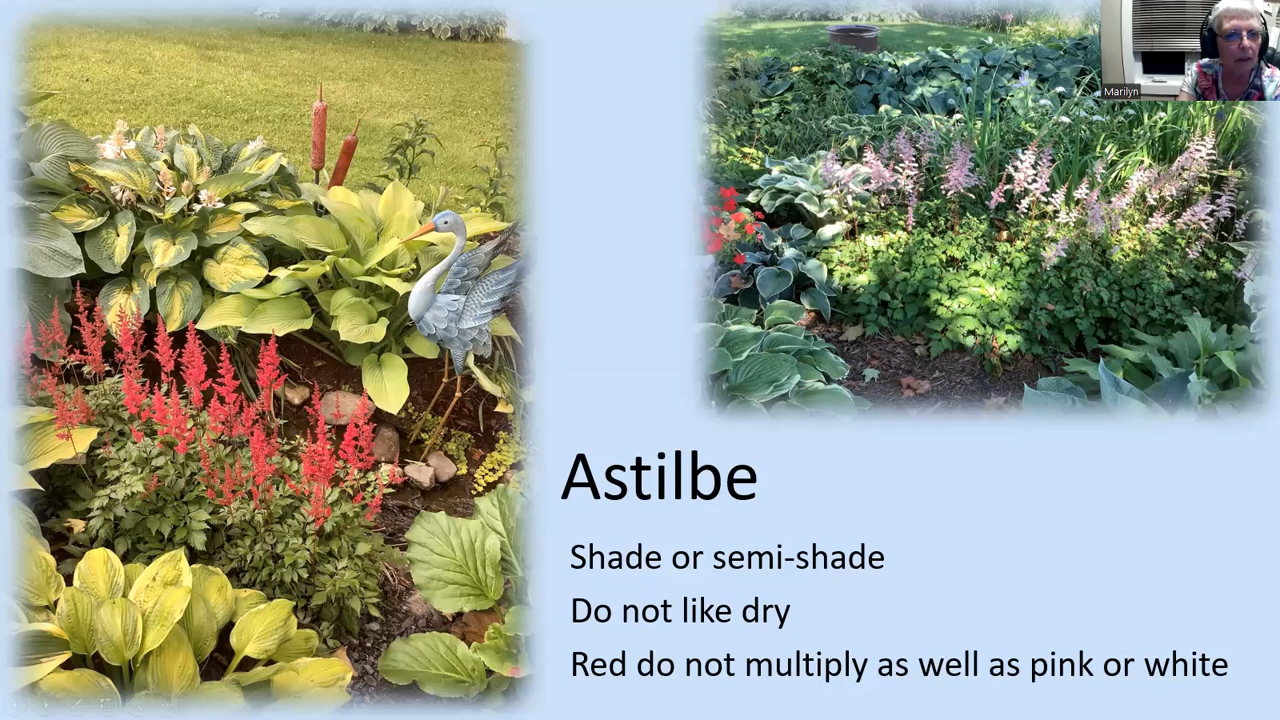 Marilyn
Astilbe
Shade or semi-shade
Do not like dry
Red do not multiply as well as pink or white